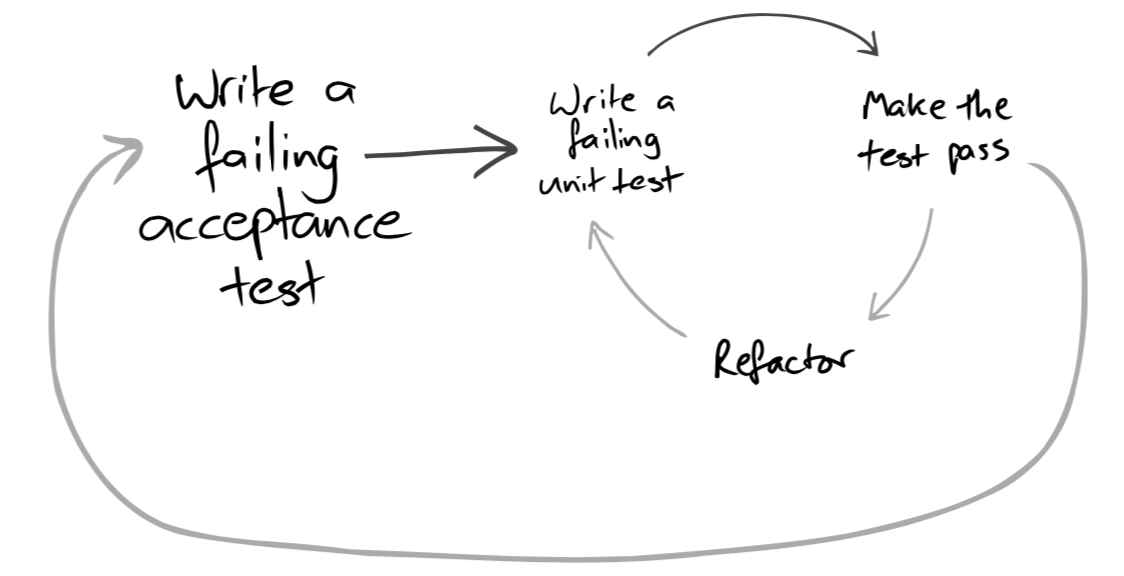 Write a
failing
acceptance
test
Write a
failing
unit test
Make the
test pass
Refactor